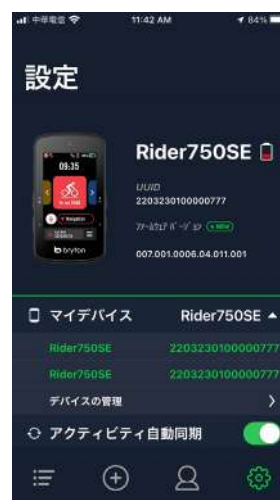 中華電信 11:42 AM 84%
設定
09:35
Navigation
bryton
Rider750SE
UUID
2203230100000777
ファームウェア バージョン NEW
007.001.0006.04.011.001
マイデバイス Rider750SE
Rider750SE 2203230100000777
Rider750SE 2203230100000777
デバイスの管理
アクティビティ自動同期